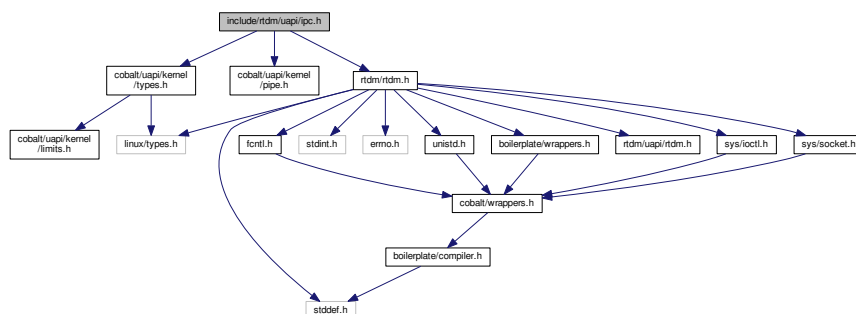 include/rtdm/uapi/ipc.h
cobalt/uapi/kernel
/types.h
cobalt/uapi/kernel
/pipe.h
rtdm/rtdm.h
cobalt/uapi/kernel
/limits.h
linux/types.h
fcntl.h
stdint.h
errno.h
unistd.h
boilerplate/wrappers.h
rtdm/uapi/rtdm.h
sys/ioctl.h
sys/socket.h
cobalt/wrappers.h
boilerplate/compiler.h
stddef.h